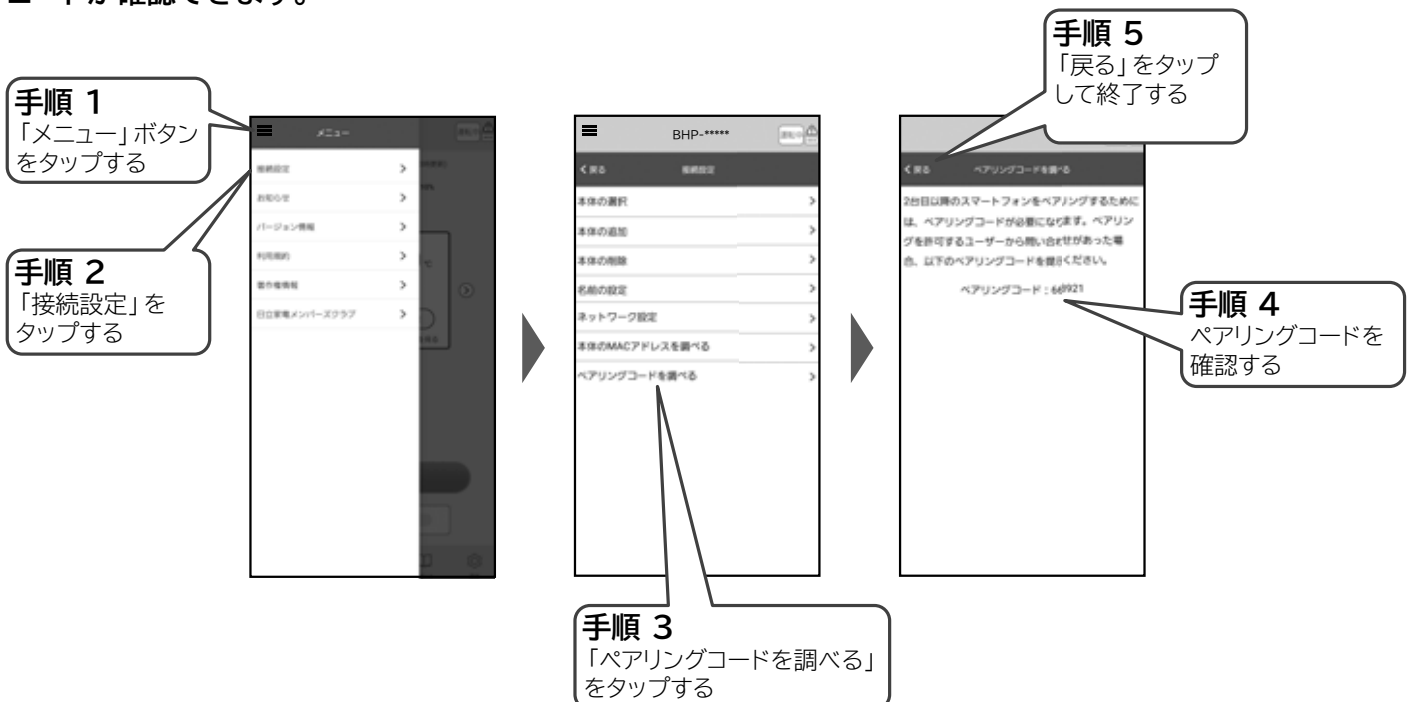 コードが確認できます。
手順 1
「メニュー」ボタン
をタップする
手順 2
「接続設定」を
タップする
メニュー
接続設定
お知らせ
バージョン情報
利用規約
著作権情報
日立家電メンバーズクラブ
BHP-*****
戻る
接続設定
本体の選択
本体の追加
本体の削除
名前の設定
ネットワーク設定
本体のMACアドレスを調べる
ペアリングコードを調べる
手順 3
「ペアリングコードを調べる」
をタップする
手順 5
「戻る」をタップ
して終了する
戻る
ペアリングコードを調べる
2台目以降のスマートフォンをペアリングするために
は、ペアリングコードが必要になります。ペアリン
グを許可するユーザーから問い合わせがあった場
合、以下のペアリングコードを ください。
ペアリングコード:
手順 4
ペアリングコードを
確認する